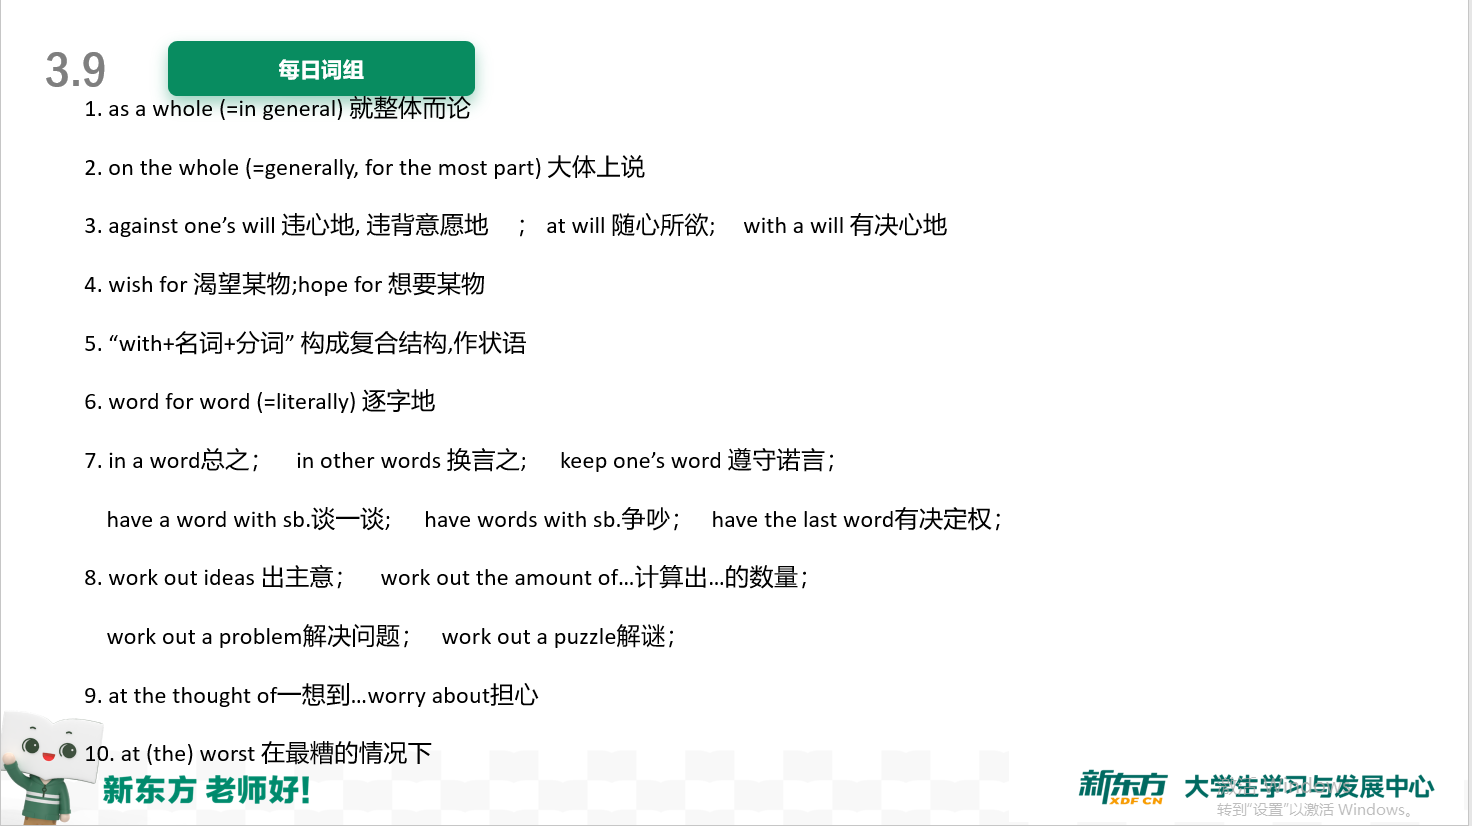 3.9
每日词组
1. as a whole (=in general) 就整体而论
2. on the whole (=generally, for the most part) 大体上说
3. against one’s will 违心地, 违背意愿地 ； at will 随心所欲; with a will 有决心地
4. wish for 渴望某物;hope for 想要某物
5. “with+名词+分词” 构成复合结构,作状语
6. word for word (=literally) 逐字地
7. in a word总之； in other words 换言之; keep one’s word 遵守诺言；
have a word with sb.谈一谈; have words with sb.争吵； have the last word有决定权；
8. work out ideas 出主意； work out the amount of…计算出…的数量；
work out a problem解决问题； work out a puzzle解谜；
9. at the thought of一想到…worry about担心
10. at (the) worst 在最糟的情况下
新东方 老师好!
新东方 XDF.CN 大学生学习与发展中心
激活 Windows
转到“设置”以激活 Windows。